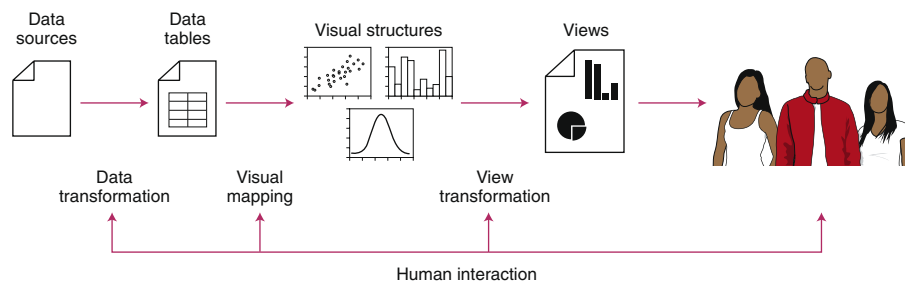 Data
sources
Data
tables
Visual structures
Views
Data
transformation
Visual
mapping
View
transformation
Human interaction